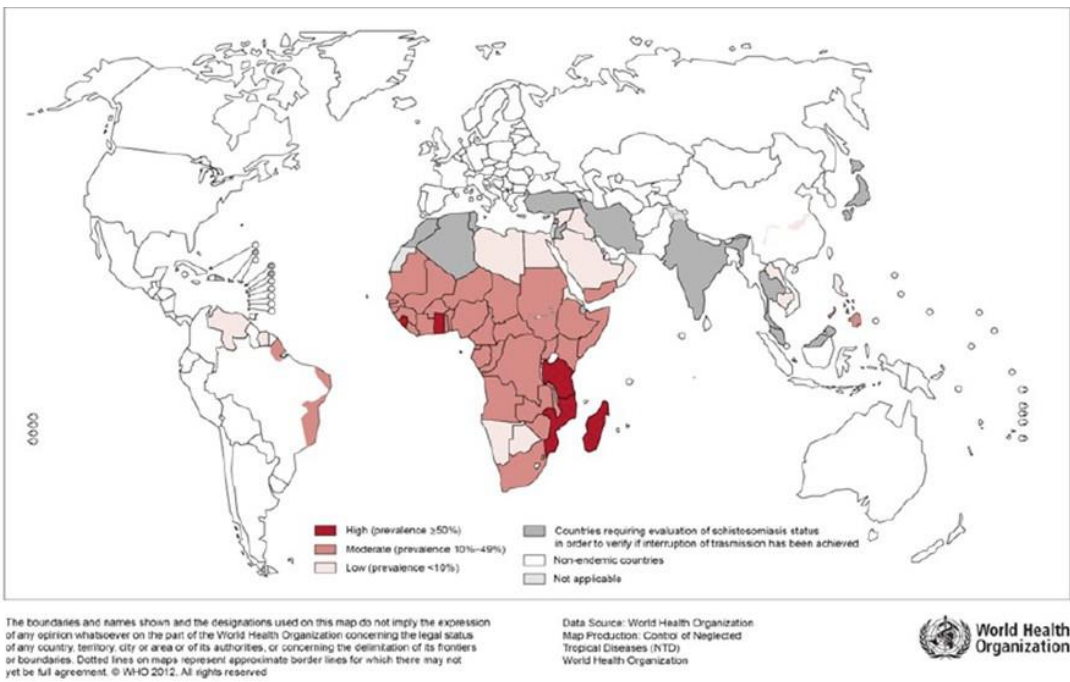 High (prevalence ≥50%)
Moderate (prevalence 10%–49%)
Low (prevalence <10%)
Countries requiring evaluation of schistosomiasis status
in order to verify if interruption of trasmission has been achieved
Non-endemic countries
Not applicable
The boundaries and names shown and the designations used on this map do not imply the expression
of any opinion whatsoever on the part of the World Health Organization concerning the legal status
of any country, territory, city or area or of its authorities, or concerning the delimitation of its frontiers
or boundaries. Dotted lines on maps represent approximate border lines for which there may not
yet be full agreement. © WHO 2012. All rights reserved
Data Source: World Health Organization
Map Production: Control of Neglected
Tropical Diseases (NTD)
World Health Organization
World Health
Organization